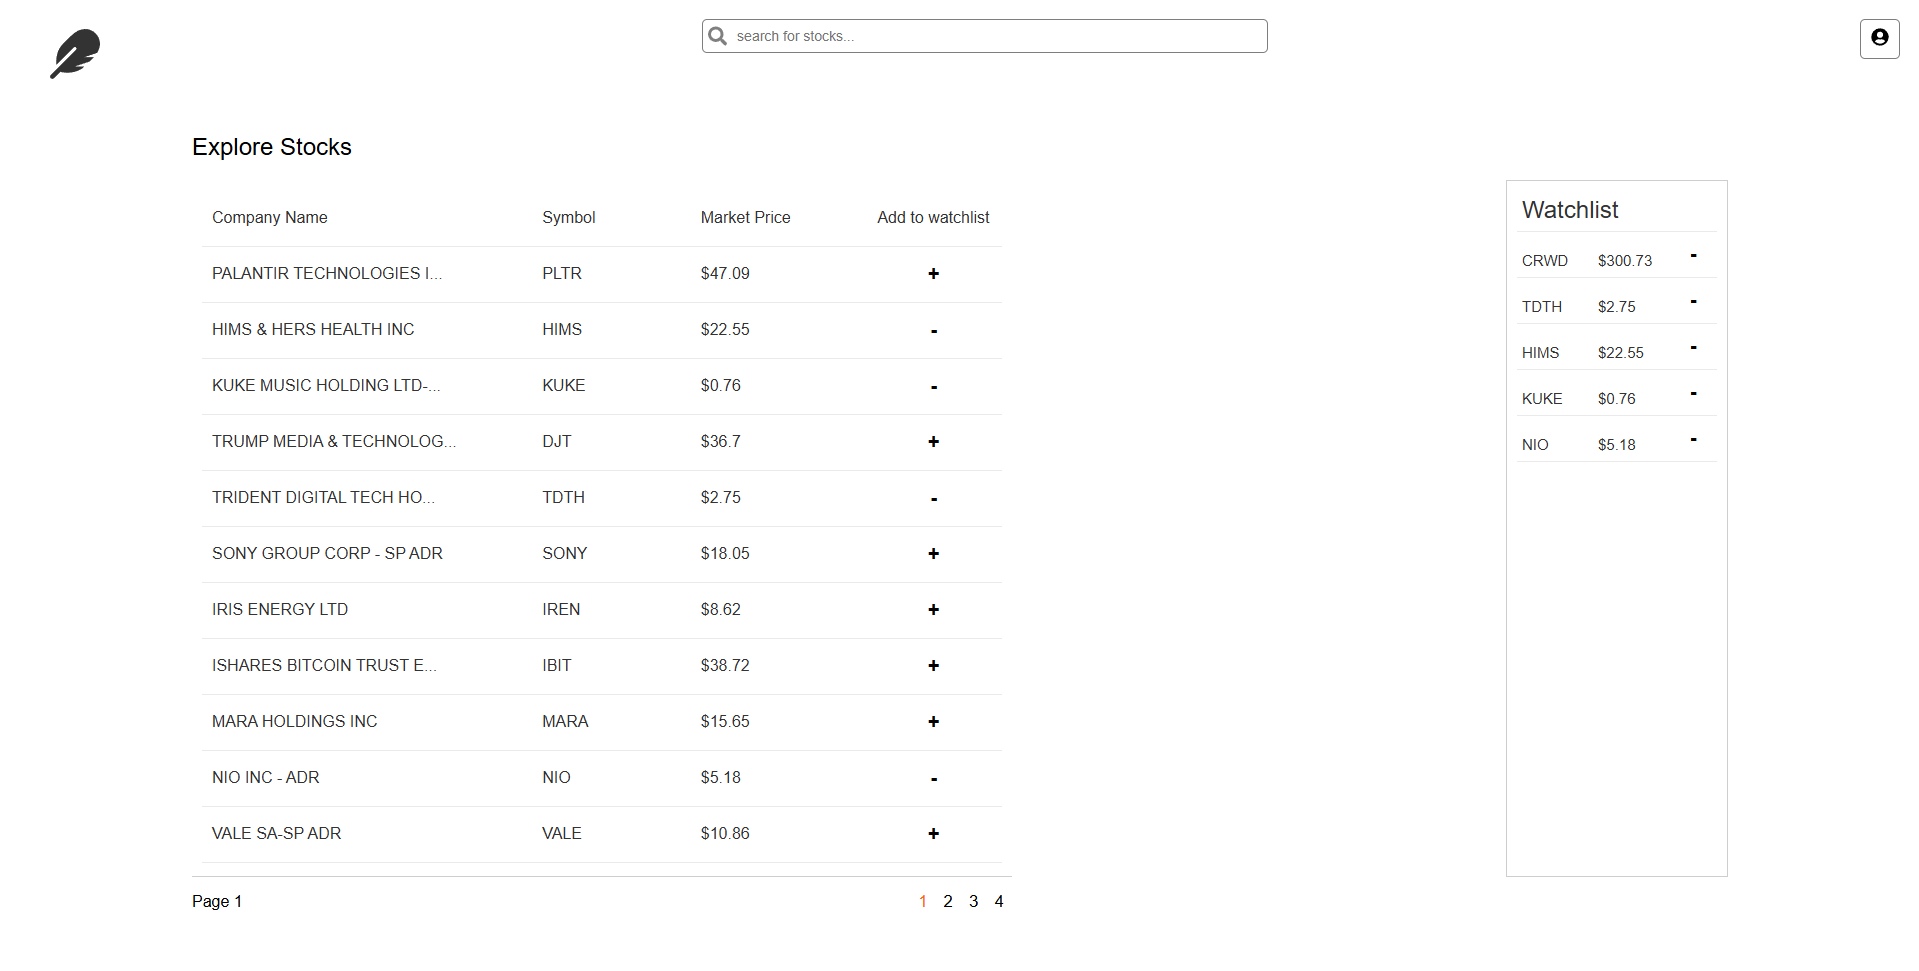 search for stocks...
Explore Stocks
Company Name Symbol Market Price Add to watchlist
PALANTIR TECHNOLOGIES I... PLTR $47.09 +
HIMS & HERS HEALTH INC HIMS $22.55 -
KUKE MUSIC HOLDING LTD-... KUKE $0.76 -
TRUMP MEDIA & TECHNOLOG... DJT $36.7 +
TRIDENT DIGITAL TECH HO... TDTH $2.75 -
SONY GROUP CORP - SP ADR SONY $18.05 +
IRIS ENERGY LTD IREN $8.62 +
ISHARES BITCOIN TRUST E... IBIT $38.72 +
MARA HOLDINGS INC MARA $15.65 +
NIO INC - ADR NIO $5.18 -
VALE SA-SP ADR VALE $10.86 +
Page 1 1 2 3 4
Watchlist
CRWD $300.73 -
TDTH $2.75 -
HIMS $22.55 -
KUKE $0.76 -
NIO $5.18 -